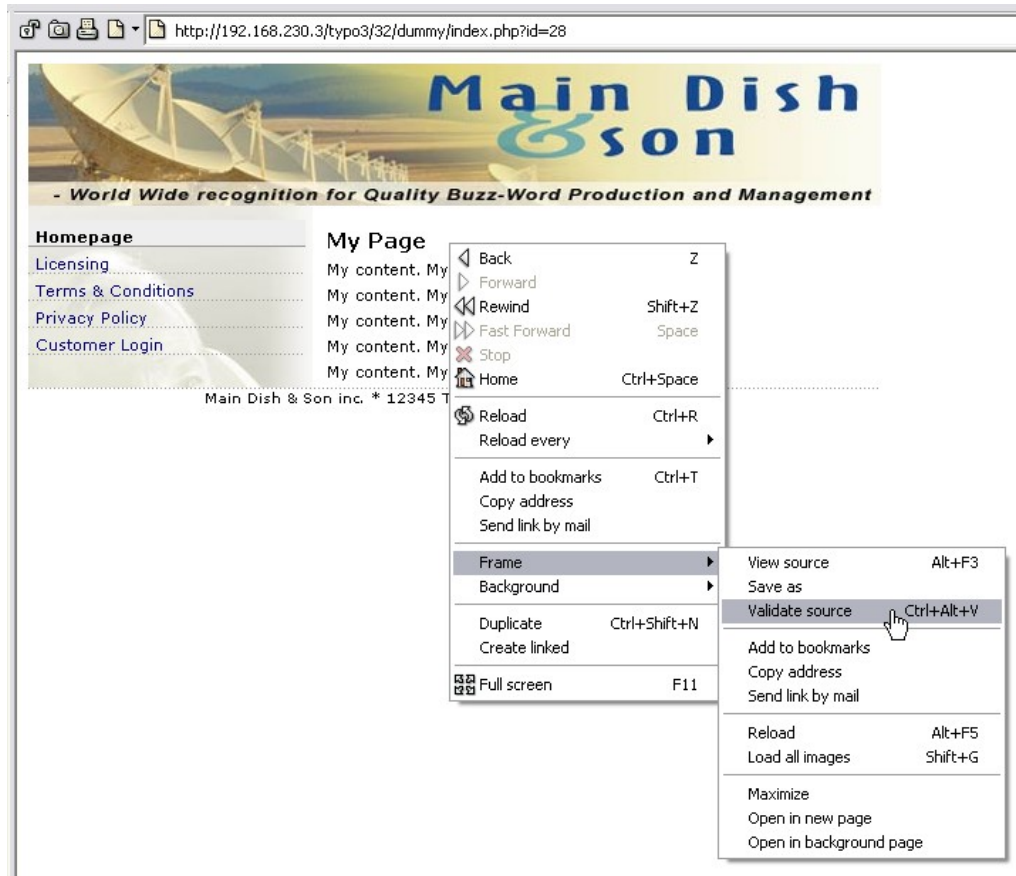 http://192.168.230.3/typo3/32/dummy/index.php?id=28
Main Dish
& son
- World Wide recognition for Quality Buzz-Word Production and Management
Homepage
Licensing
Terms & Conditions
Privacy Policy
Customer Login
My Page
My content. My
My content. My
My content. My
My content. My
My content. My
Main Dish & Son inc. * 12345 T
Back Z
Forward
Rewind Shift+Z
Fast Forward Space
Stop
Home Ctrl+Space
Reload Ctrl+R
Reload every
Add to bookmarks Ctrl+T
Copy address
Send link by mail
Frame
Background
Duplicate Ctrl+Shift+N
Create linked
Full screen F11
View source Alt+F3
Save as
Validate source Ctrl+Alt+V
Add to bookmarks
Copy address
Send link by mail
Reload Alt+F5
Load all images Shift+G
Maximize
Open in new page
Open in background page